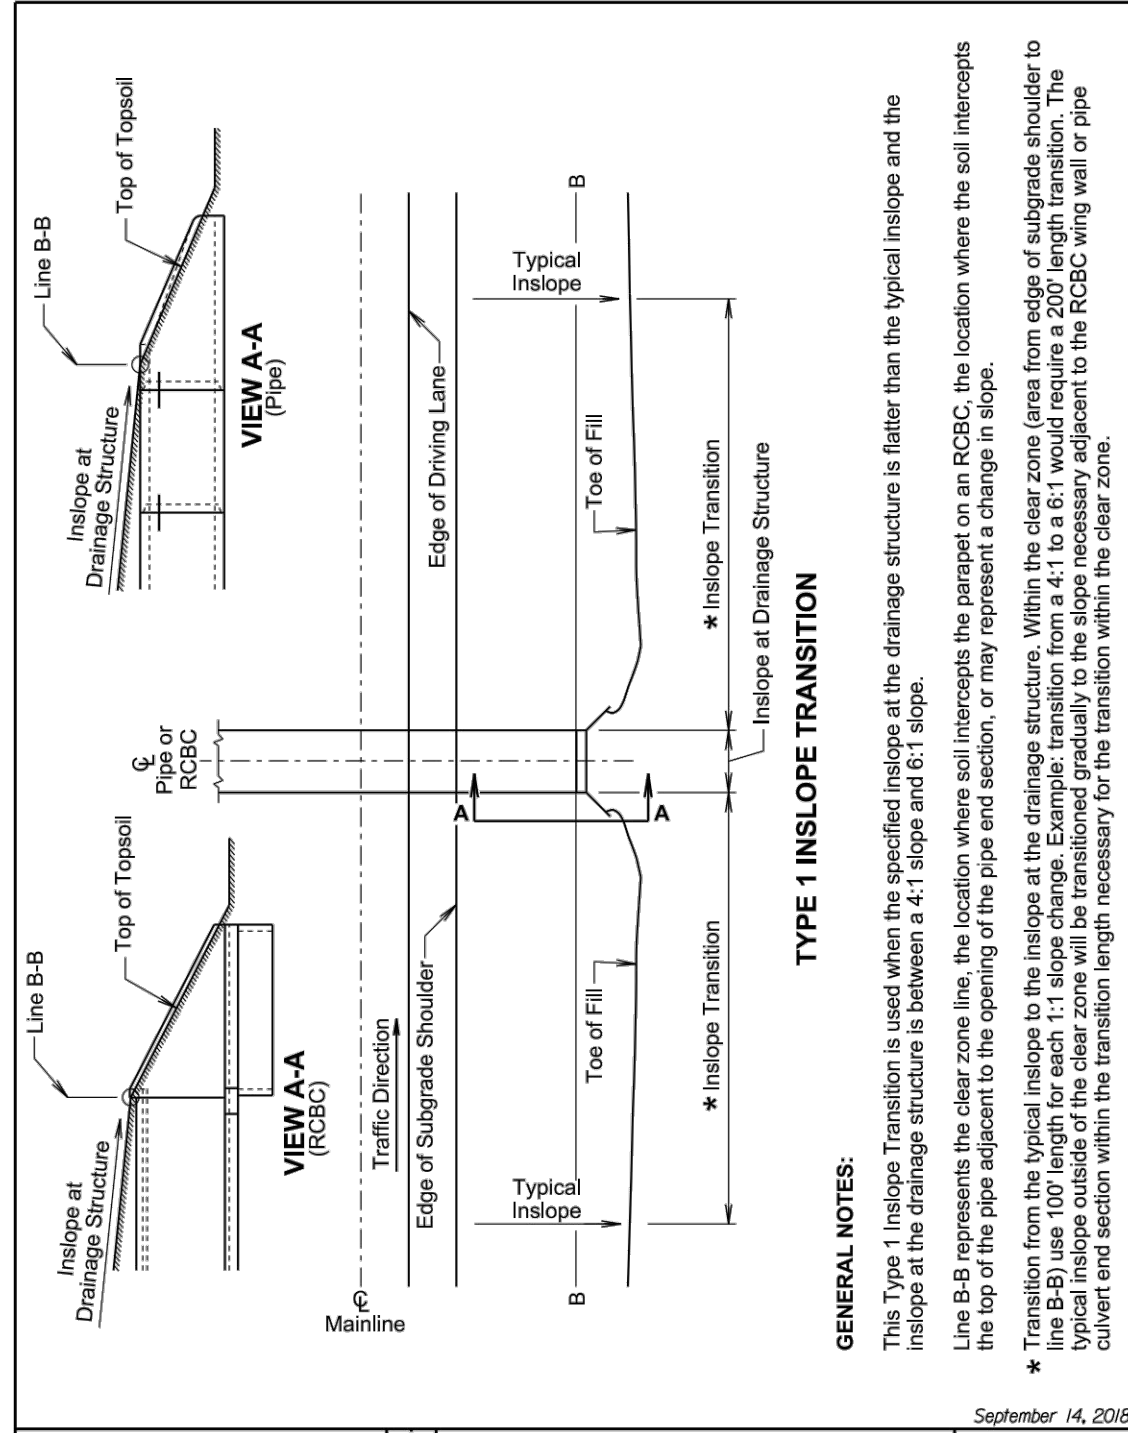 Inslope at
Drainage Structure
Line B-B
Top of Topsoil
VIEW A-A
(RCBC)
Inslope at
Drainage Structure
Line B-B
Top of Topsoil
VIEW A-A
(Pipe)
℄
Pipe or
RCBC
℄
Mainline
Traffic Direction
Edge of Subgrade Shoulder
Edge of Driving Lane
A
A
Typical
Inslope
Typical
Inslope
B
B
Toe of Fill
Toe of Fill
* Inslope Transition
* Inslope Transition
Inslope at Drainage Structure
TYPE 1 INSLOPE TRANSITION
GENERAL NOTES:
This Type 1 Inslope Transition is used when the specified inslope at the drainage structure is flatter than the typical inslope and the
inslope at the drainage structure is between a 4:1 slope and 6:1 slope.
Line B-B represents the clear zone line, the location where soil intercepts the parapet on an RCBC, the location where the soil intercepts
the top of the pipe adjacent to the opening of the pipe end section, or may represent a change in slope.
* Transition from the typical inslope to the inslope at the drainage structure. Within the clear zone (area from edge of subgrade shoulder to
line B-B) use 100' length for each 1:1 slope change. Example: transition from a 4:1 to a 6:1 would require a 200' length transition. The
typical inslope outside of the clear zone will be transitioned gradually to the slope necessary adjacent to the RCBC wing wall or pipe
culvert end section within the transition length necessary for the transition within the clear zone.
September 14, 2018